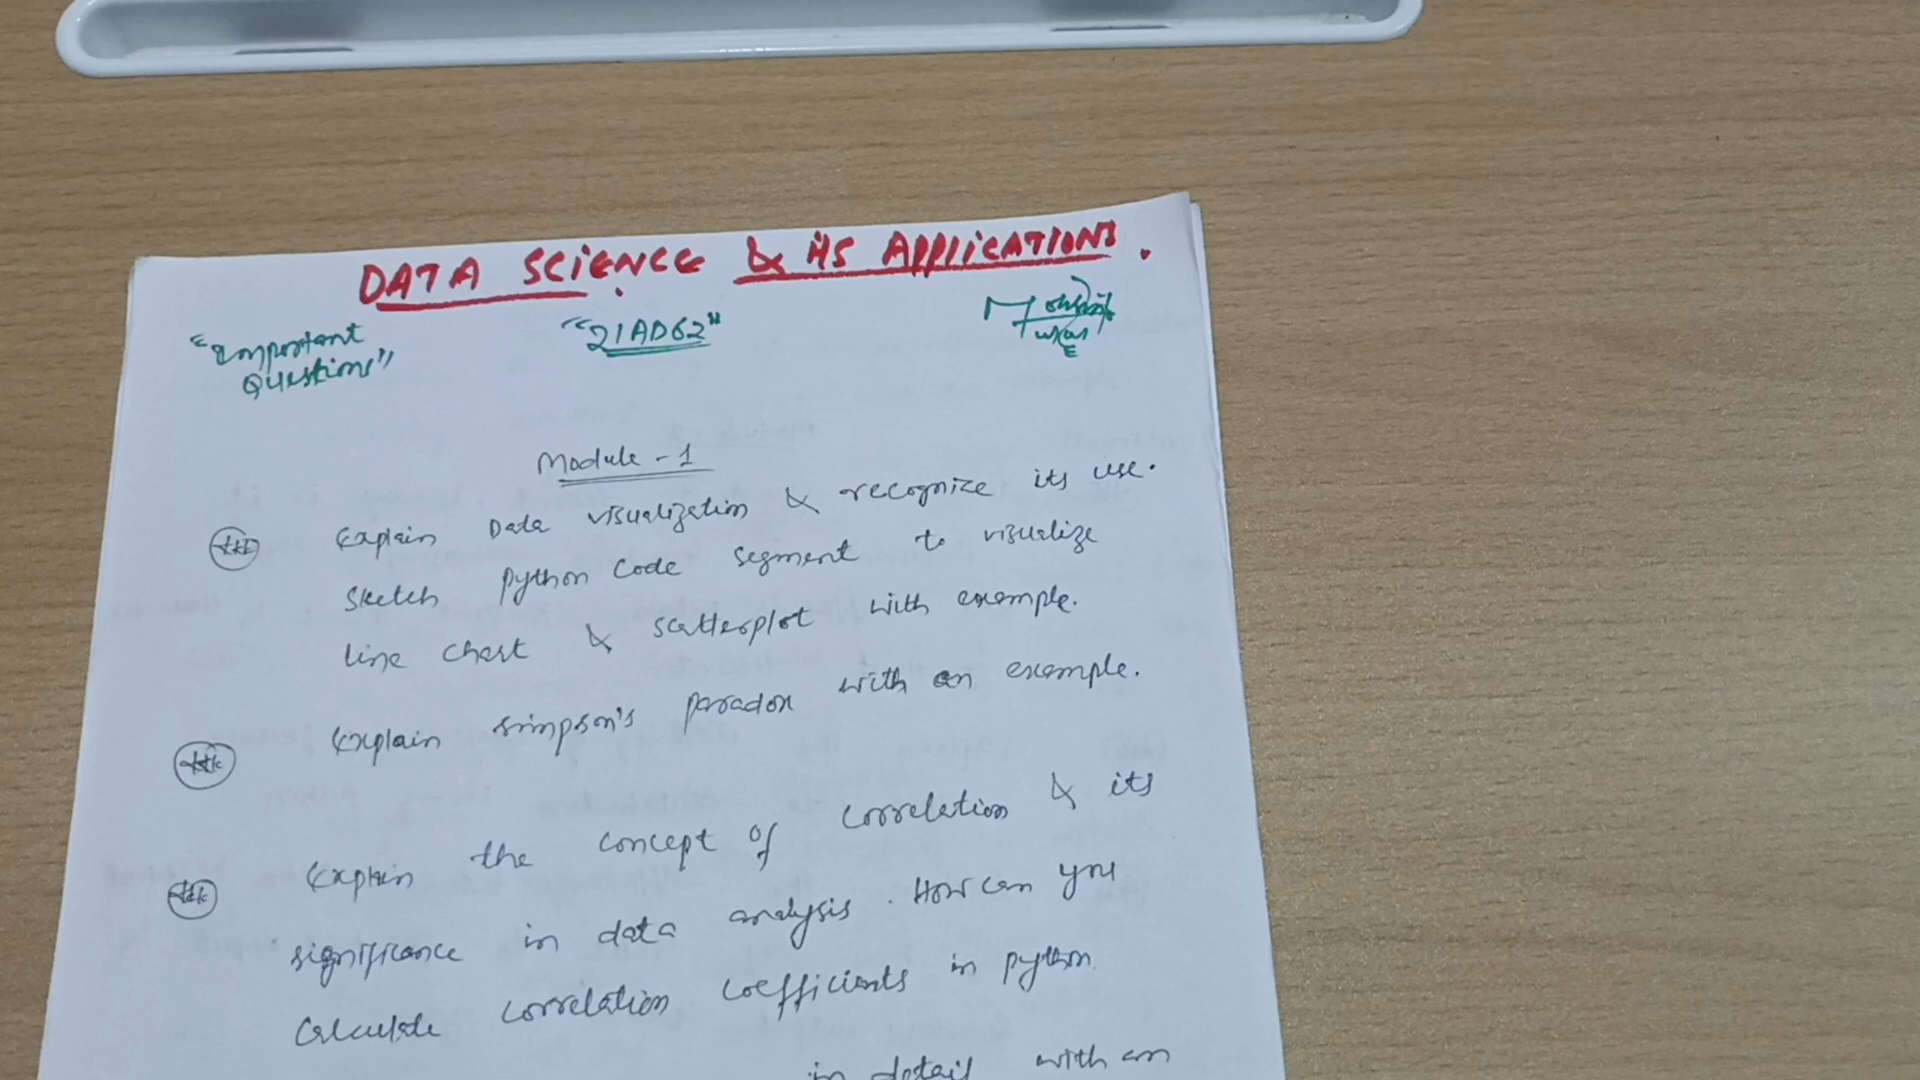 DATA SCIENCE & ITS APPLICATIONS.
"Important
Questions"
"21AD62"
Module - 1
Explain Data visualization & recognize its use.
Sketch python code segment to visualize
line chart & scatterplot with example.
Explain simpson's paradox with an example.
Explain the concept of correlation & its
significance in data analysis. How can you
calculate correlation coefficients in python.
in detail with an